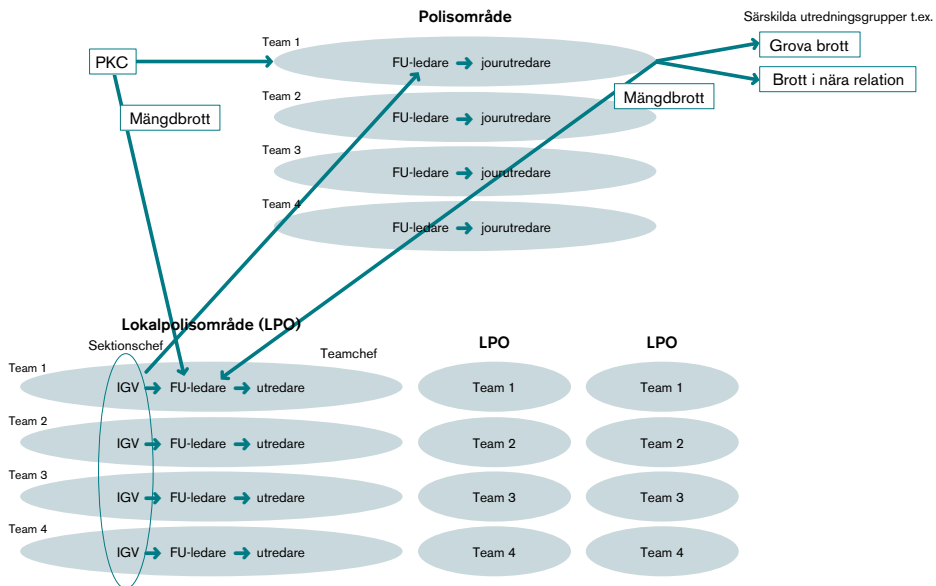 Polisområde
Särskilda utredningsgrupper t.ex.
Team 1
PKC
FU-ledare jourutredare
Grova brott
Brott i nära relation
Mängdbrott
Team 2
Mängdbrott
FU-ledare jourutredare
Team 3
FU-ledare jourutredare
Team 4
FU-ledare jourutredare
Lokalpolisområde (LPO)
Sektionschef
Teamchef
LPO
LPO
Team 1
IGV FU-ledare utredare
Team 1
Team 1
Team 2
IGV FU-ledare utredare
Team 2
Team 2
Team 3
IGV FU-ledare utredare
Team 3
Team 3
Team 4
IGV FU-ledare utredare
Team 4
Team 4